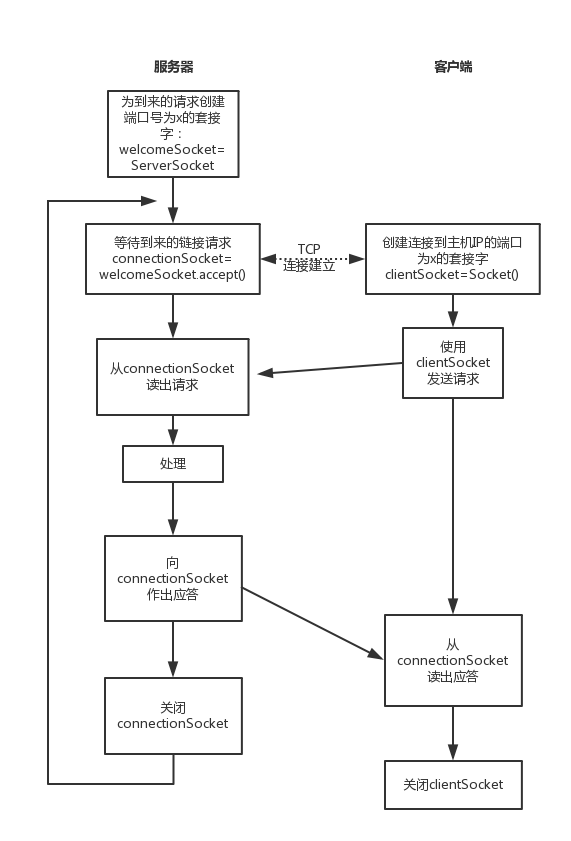 服务器
客户端
为到来的请求创建
端口号为x的套接
字：
welcomeSocket=
ServerSocket
等待到来的链接请求
connectionSocket=
welcomeSocket.accept()
TCP
连接建立
创建连接到主机IP的端口
为x的套接字
clientSocket=Socket()
使用
clientSocket
发送请求
从connectionSocket
读出请求
处理
向
connectionSocket
作出应答
从
connectionSocket
读出应答
关闭
connectionSocket
关闭clientSocket